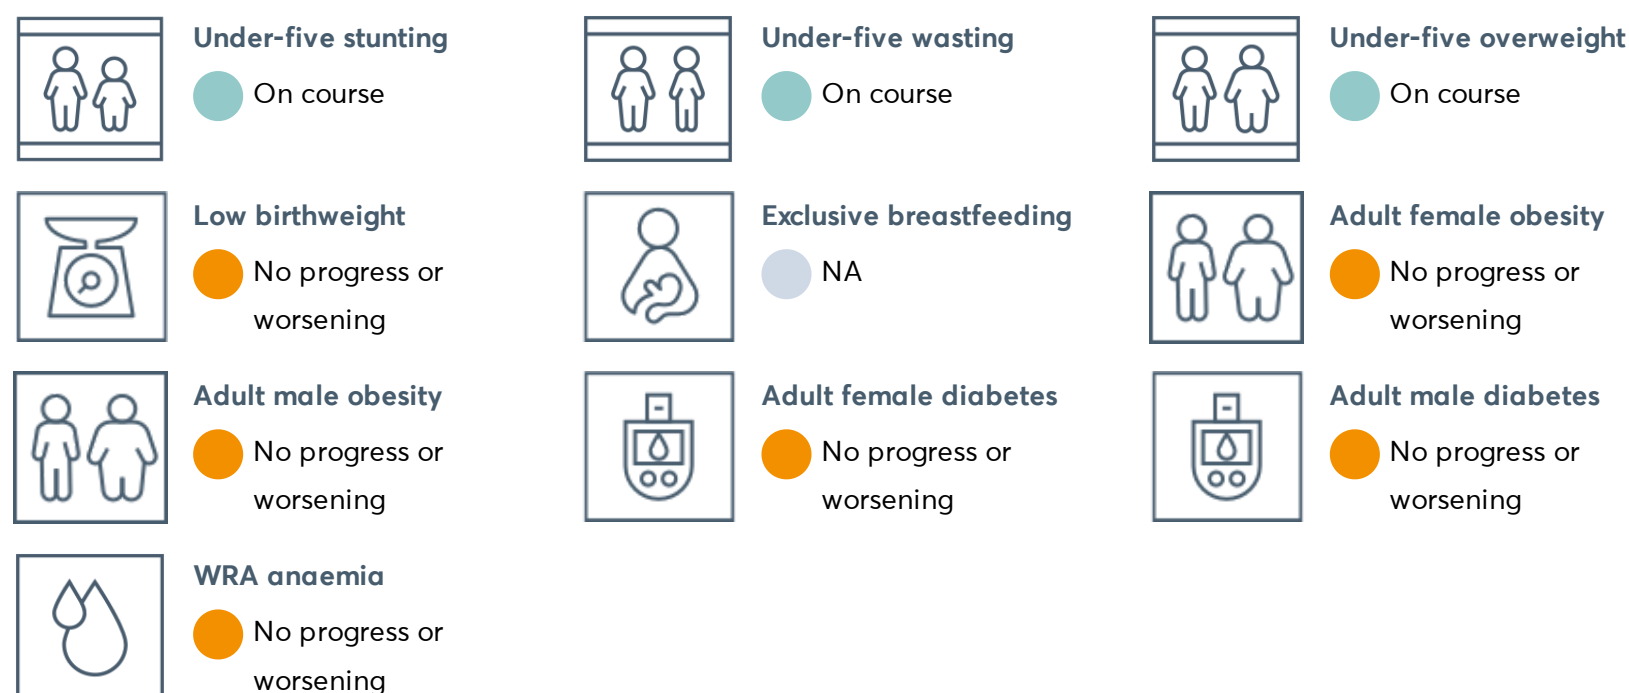 Under-five stunting
On course
Under-five wasting
On course
Under-five overweight
On course
Low birthweight
No progress or
worsening
Exclusive breastfeeding
NA
Adult female obesity
No progress or
worsening
Adult male obesity
No progress or
worsening
Adult female diabetes
No progress or
worsening
Adult male diabetes
No progress or
worsening
WRA anaemia
No progress or
worsening